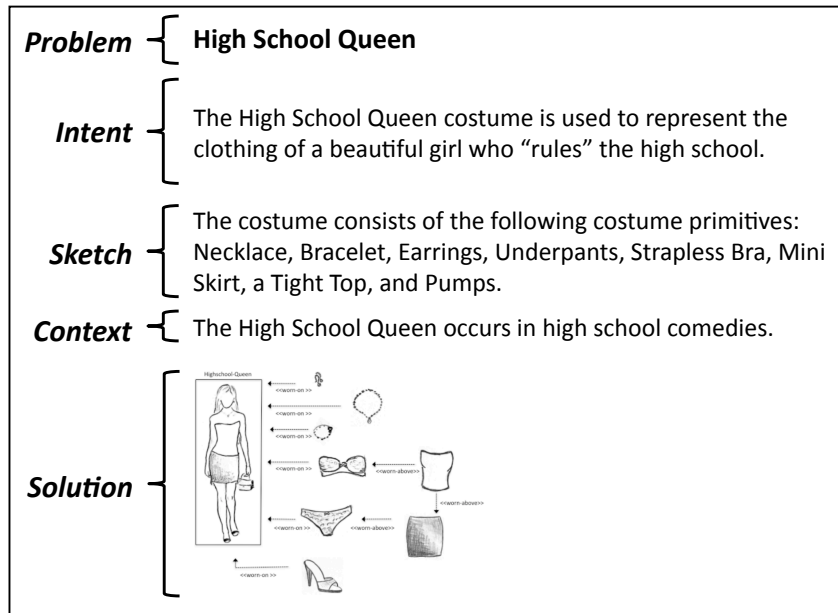 Problem
High School Queen
Intent
The High School Queen costume is used to represent the
clothing of a beautiful girl who “rules” the high school.
Sketch
The costume consists of the following costume primitives:
Necklace, Bracelet, Earrings, Underpants, Strapless Bra, Mini
Skirt, a Tight Top, and Pumps.
Context
The High School Queen occurs in high school comedies.
Solution
Highschool-Queen
<<worn-on >>
<<worn-on >>
<<worn-on >>
<<worn-on >>
<<worn-above>>
<<worn-above>>
<<worn-on >>
<<worn-above>>
<<worn-on >>